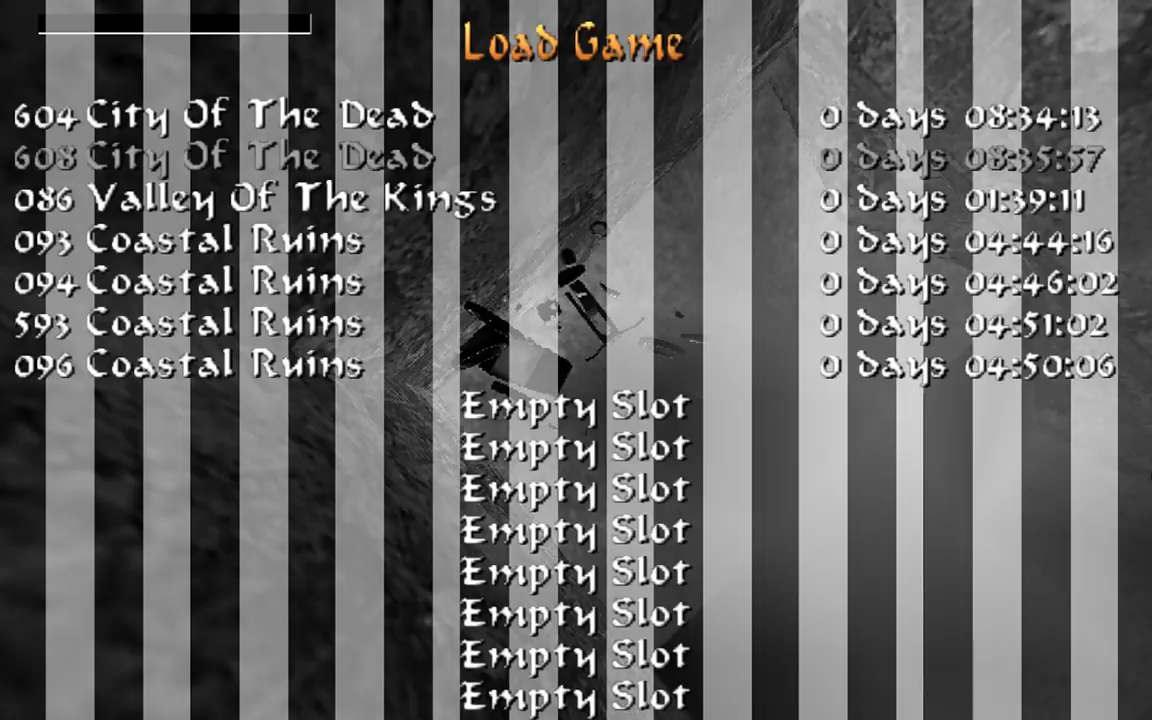 Load Game
604 City Of The Dead 0 days 08:34:13
608 City Of The Dead 0 days 08:35:57
086 Valley Of The Kings 0 days 01:39:11
093 Coastal Ruins 0 days 04:44:16
094 Coastal Ruins 0 days 04:46:02
593 Coastal Ruins 0 days 04:51:02
096 Coastal Ruins 0 days 04:50:06
Empty Slot
Empty Slot
Empty Slot
Empty Slot
Empty Slot
Empty Slot
Empty Slot
Empty Slot